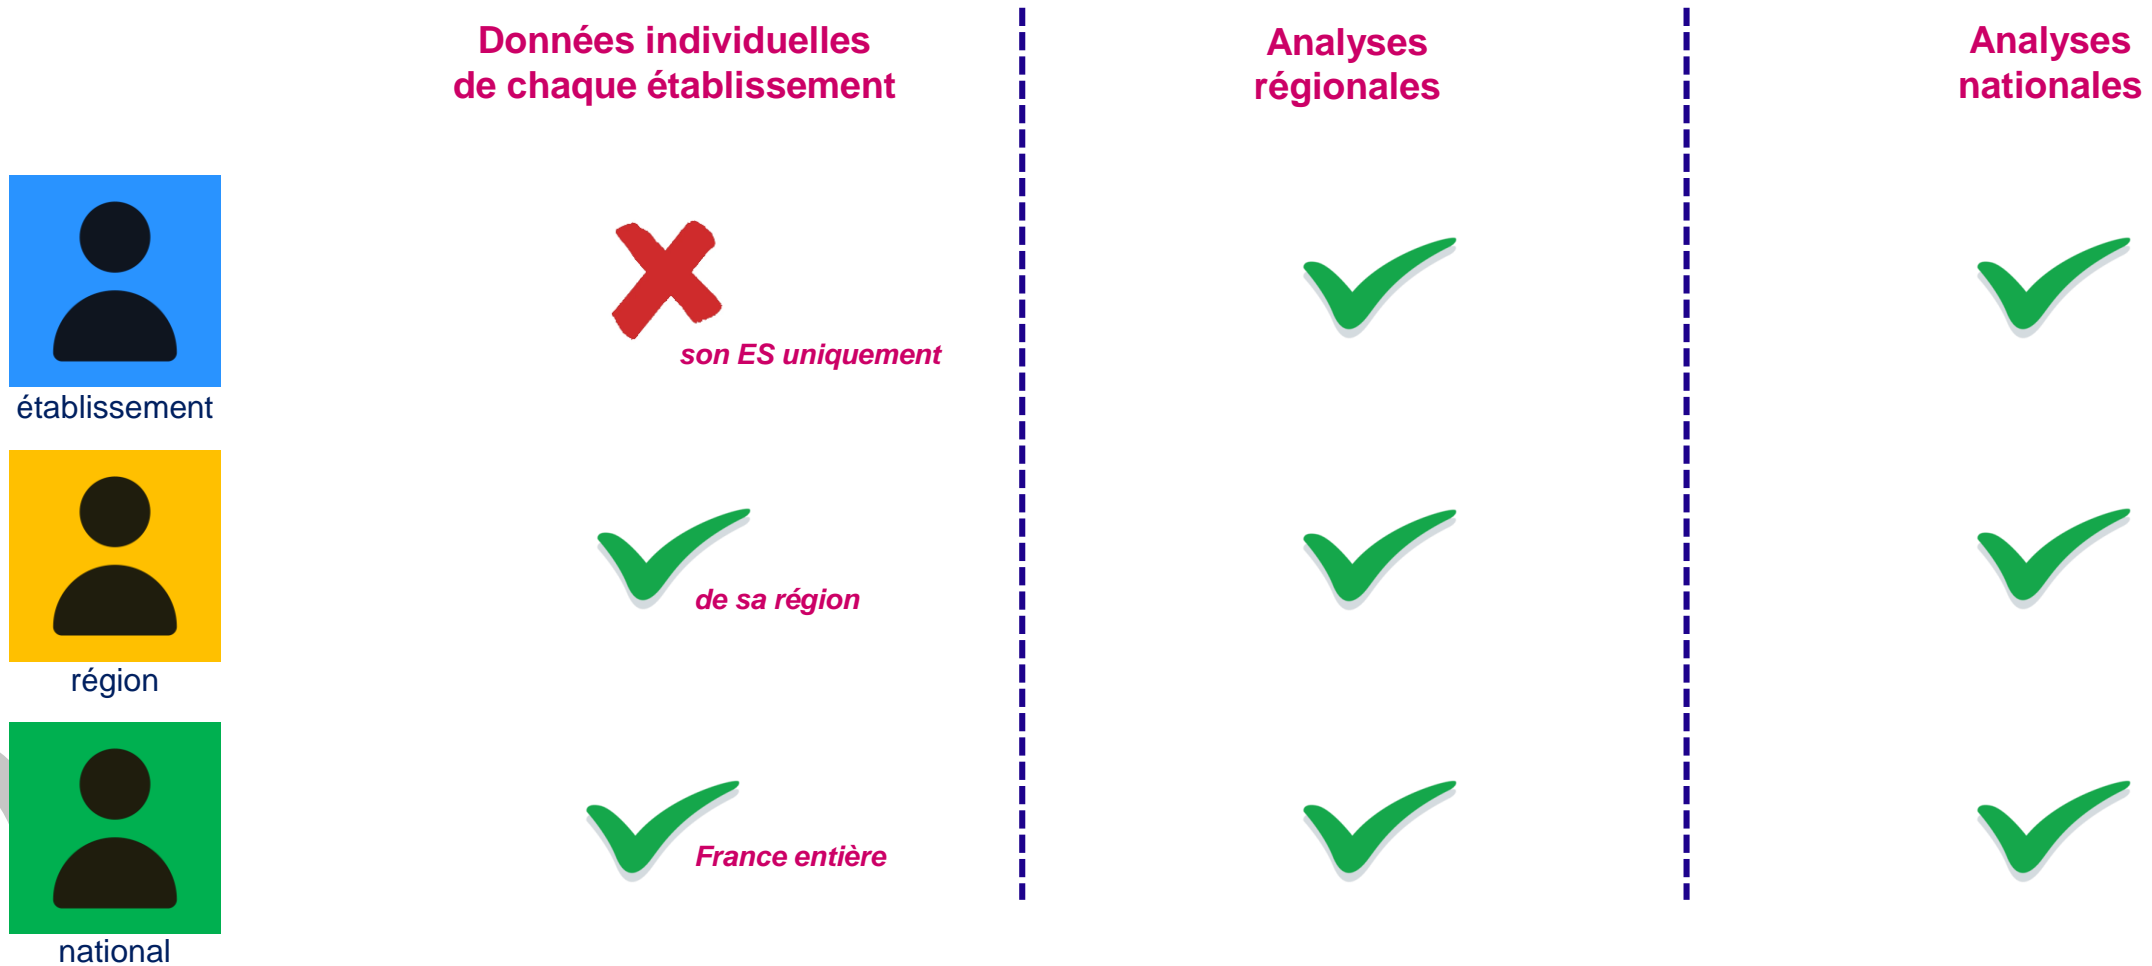 Données individuelles
de chaque établissement
Analyses
régionales
Analyses
nationales
son ES uniquement
établissement
de sa région
région
France entière
national